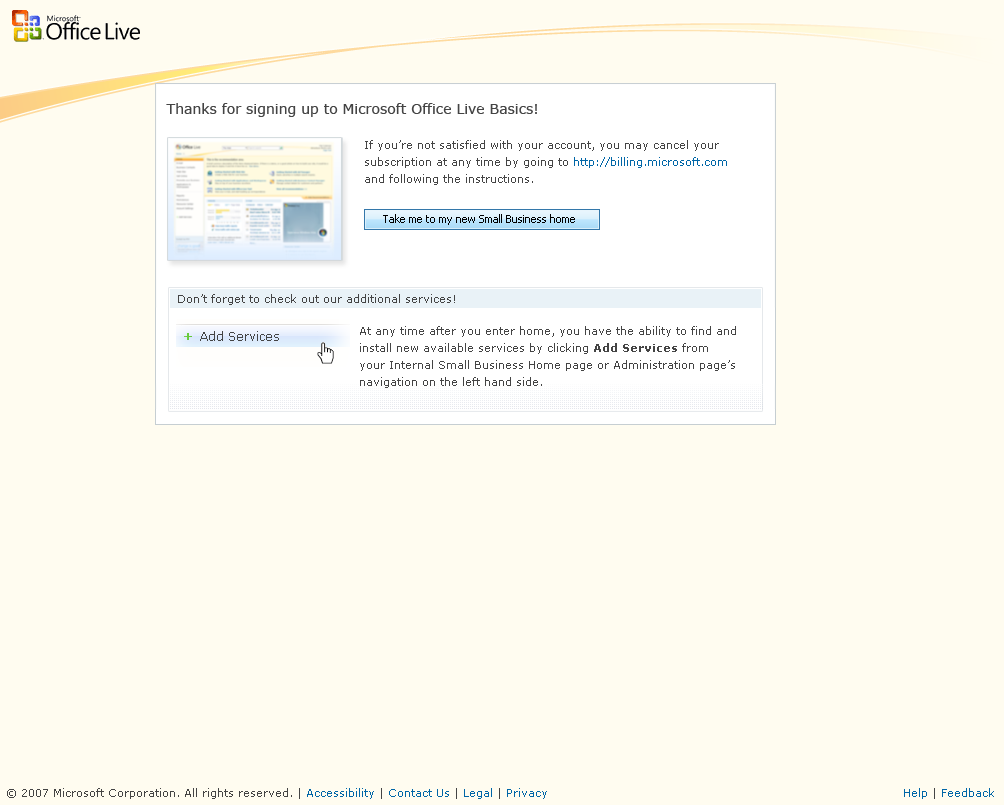 Microsoft
Office Live
Thanks for signing up to Microsoft Office Live Basics!
If you're not satisfied with your account, you may cancel your
subscription at any time by going to http://billing.microsoft.com
and following the instructions.
Take me to my new Small Business home
Don't forget to check out our additional services!
+ Add Services
At any time after you enter home, you have the ability to find and
install new available services by clicking Add Services from
your Internal Small Business Home page or Administration page's
navigation on the left hand side.
© 2007 Microsoft Corporation. All rights reserved. | Accessibility | Contact Us | Legal | Privacy
Help | Feedback